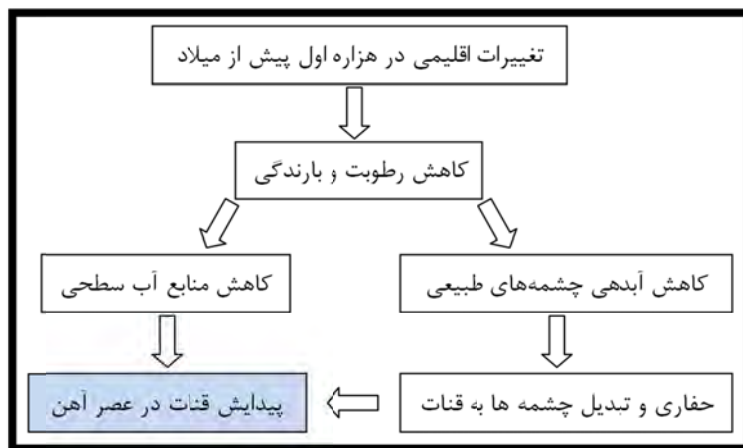 تغییرات اقلیمی در هزاره اول پیش از میلاد
کاهش رطوبت و بارندگی
کاهش آبدهی چشمه‌های طبیعی
کاهش منابع آب سطحی
حفاری و تبدیل چشمه ها به قنات
پیدایش قنات در عصر آهن